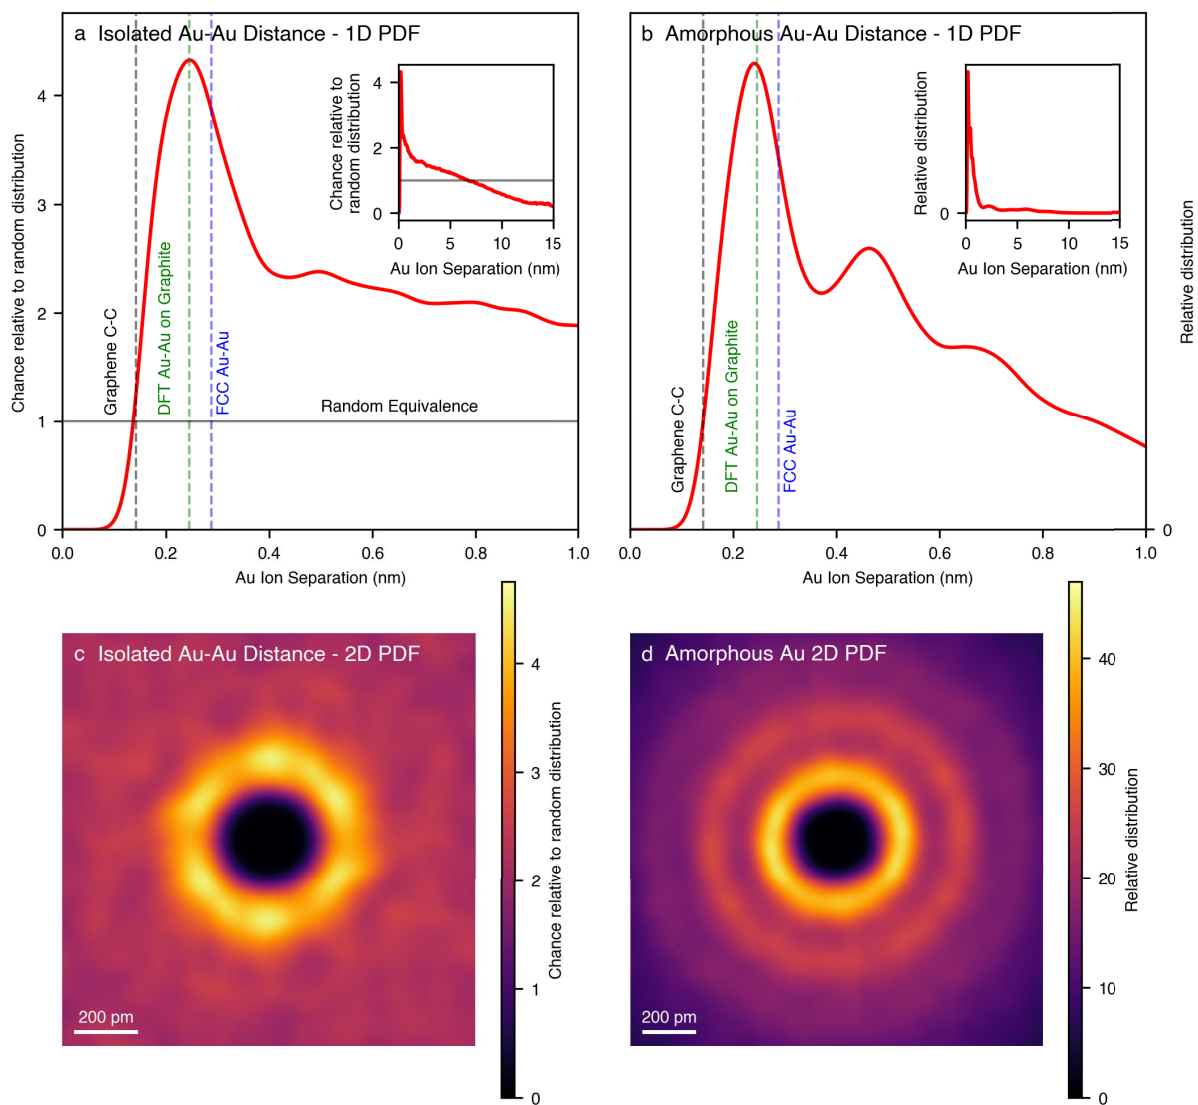 a Isolated Au-Au Distance - 1D PDF
Chance relative to random distribution
4
3
2
1
0
Graphene C-C
DFT Au-Au on Graphite
FCC Au-Au
Random Equivalence
0.0 0.2 0.4 0.6 0.8 1.0
Au Ion Separation (nm)
Chance relative to
random distribution
4
2
0
0 5 10 15
Au Ion Separation (nm)
b Amorphous Au-Au Distance - 1D PDF
Graphene C-C
DFT Au-Au on Graphite
FCC Au-Au
0.0 0.2 0.4 0.6 0.8 1.0
Au Ion Separation (nm)
Relative distribution
0
0 5 10 15
Au Ion Separation (nm)
Relative distribution
0
c Isolated Au-Au Distance - 2D PDF
200 pm
4
3
2
1
0
Chance relative to random distribution
d Amorphous Au 2D PDF
200 pm
40
30
20
10
0
Relative distribution